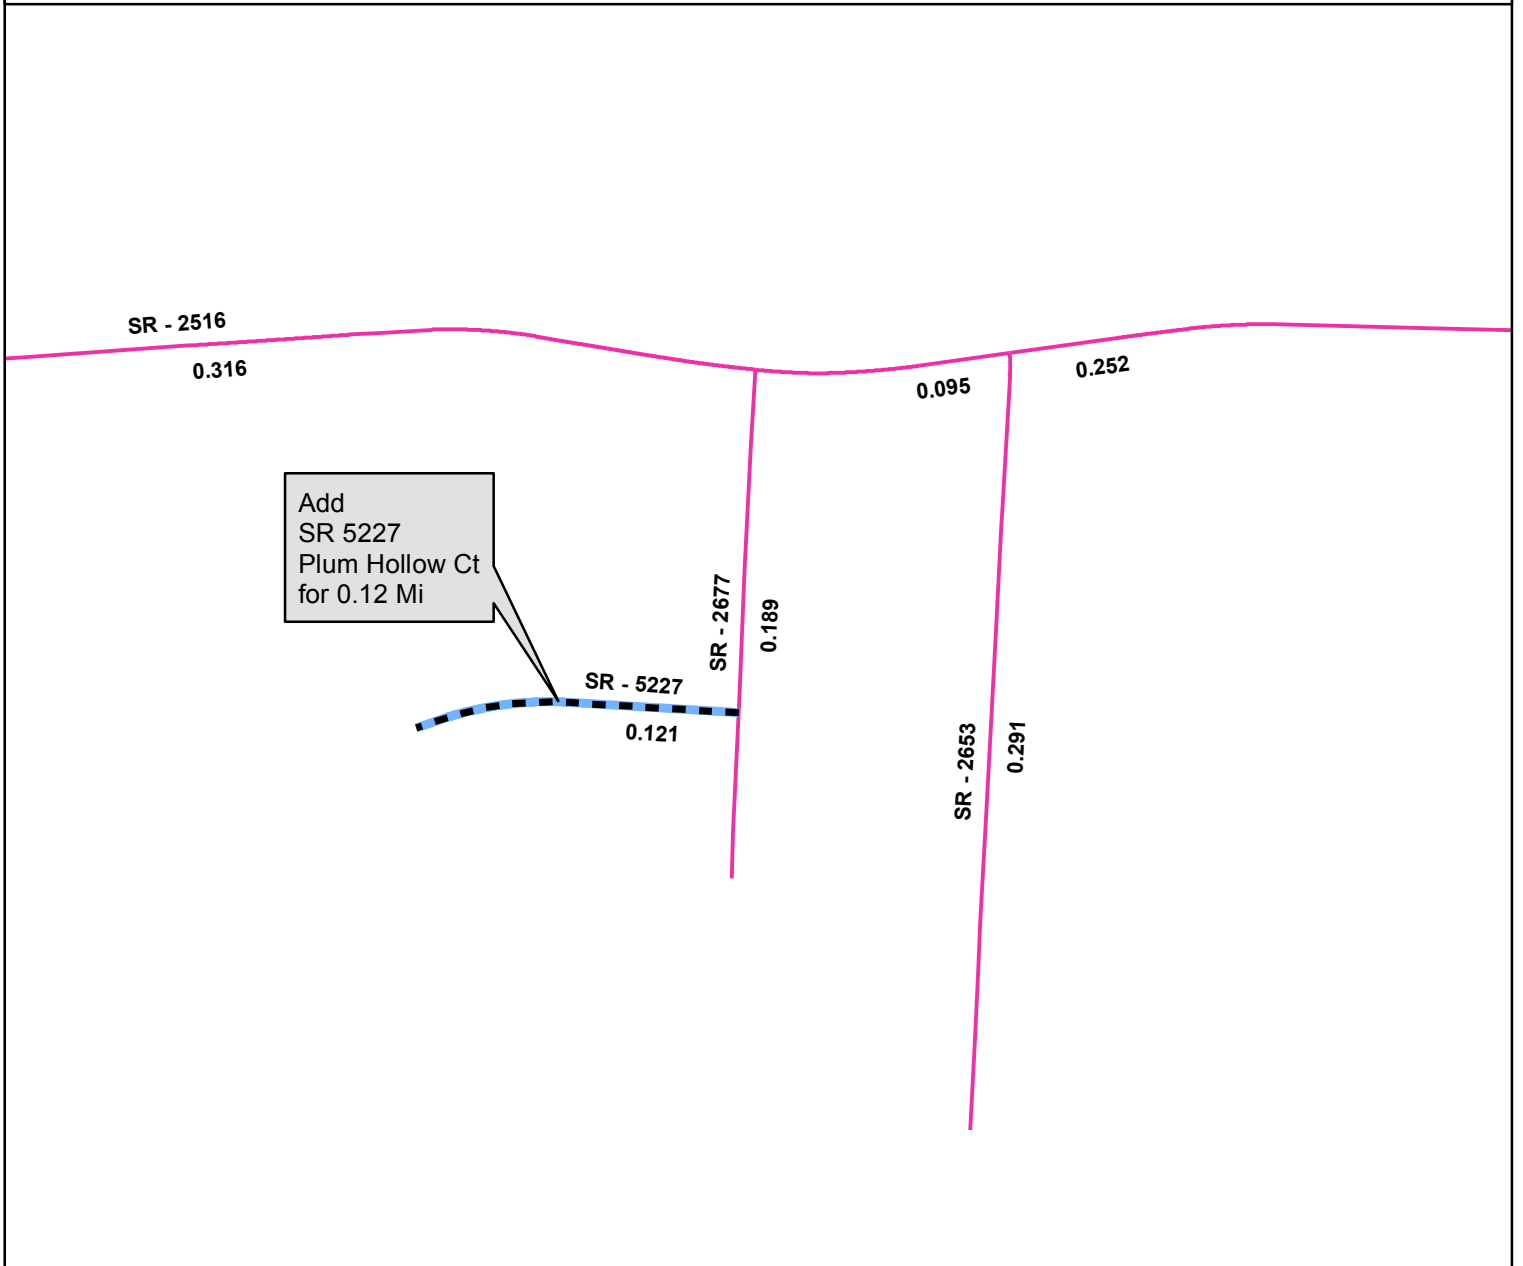 SR - 2516
0.316
0.095
0.252
Add
SR 5227
Plum Hollow Ct
for 0.12 Mi
SR - 2677
0.189
SR - 5227
0.121
SR - 2653
0.291